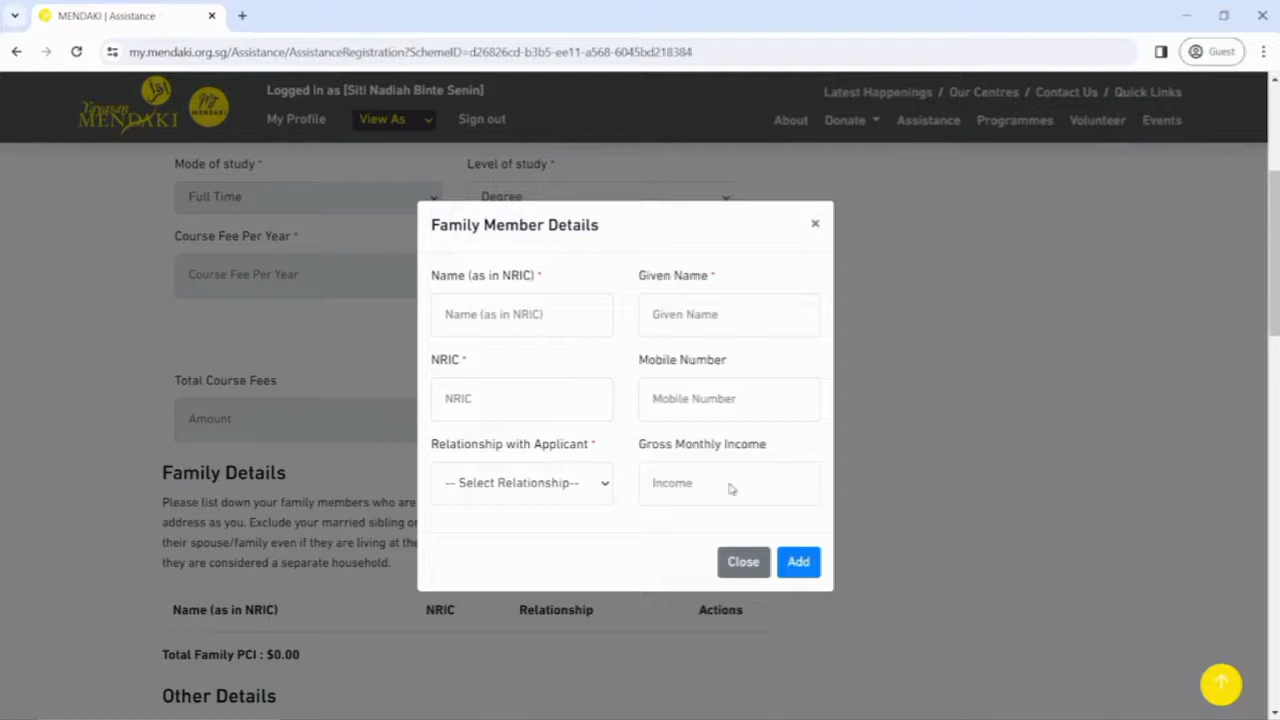 MENDAKI | Assistance
my.mendaki.org.sg/Assistance/AssistanceRegistration?SchemeID=d26826cd-b3b5-ee11-a568-6045bd218384
Guest
Yayasan
MENDAKI
MENDAKI
Logged in as [Siti Nadiah Binte Senin]
Latest Happenings / Our Centres / Contact Us / Quick Links
My Profile View As Sign out
About Donate Assistance Programmes Volunteer Events
Mode of study *
Level of study *
Full Time
Degree
Course Fee Per Year *
Course Fee Per Year
Total Course Fees
Amount
Family Details
Please list down your family members who are
address as you. Exclude your married sibling or
their spouse/family even if they are living at the
they are considered a separate household.
Name (as in NRIC) NRIC Relationship Actions
Total Family PCI : $0.00
Other Details
Family Member Details
×
Name (as in NRIC) *
Given Name *
Name (as in NRIC)
Given Name
NRIC *
Mobile Number
NRIC
Mobile Number
Relationship with Applicant *
Gross Monthly Income
-- Select Relationship--
Income
Close
Add